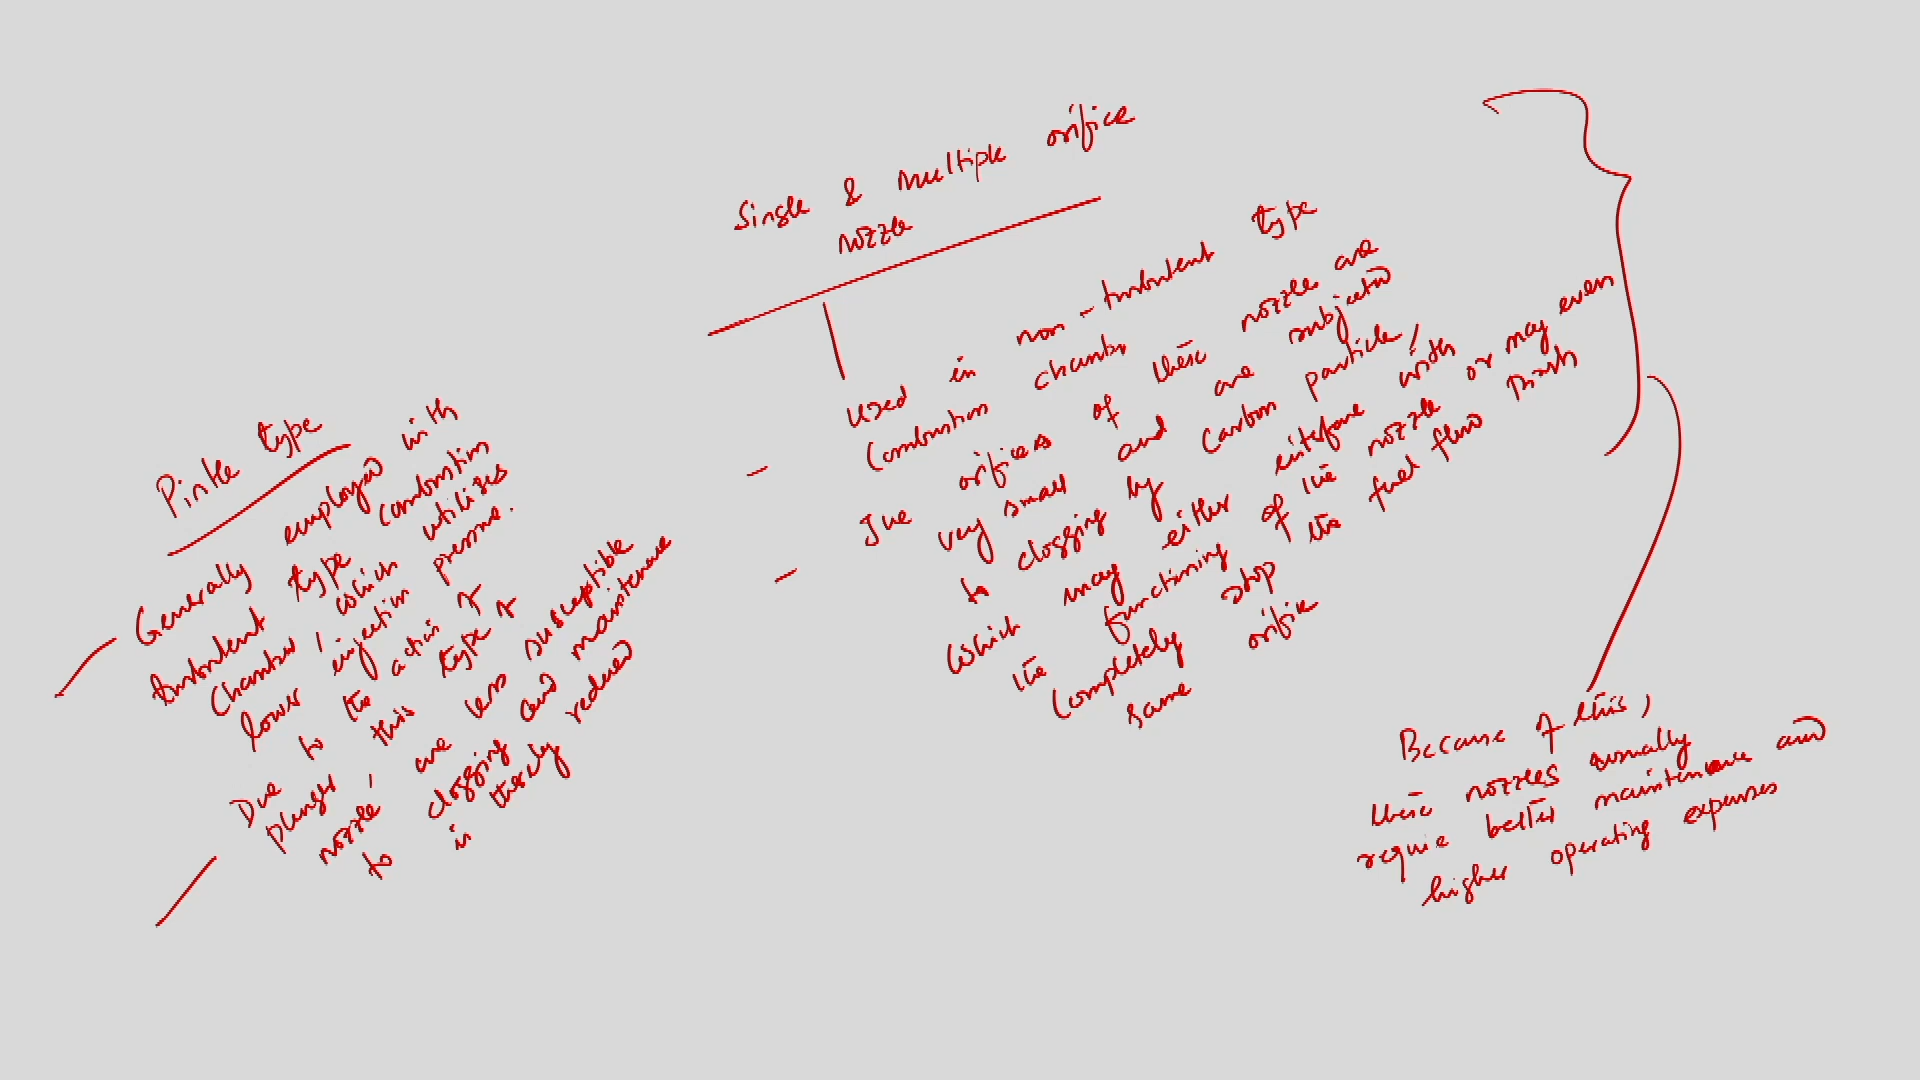 Pintle type
Generally employed with
turbulent type combustion
Chamber, which utilises
lower injection pressure.
Due to the action of
plunger, this type of
nozzle, are less susceptible
to clogging and maintenance
is thereby reduced
Single & Multiple orifice
nozzle
Used in non-turbulent type
Combustion chamber
The orifices of these nozzle are
very small and are subjected
to clogging by carbon particle,
Which may either interfere with
the functioning of the nozzle or may even
completely stop the fuel flow through
same orifice
Because of this,
these nozzles usually
require better maintenance and
higher operating expenses